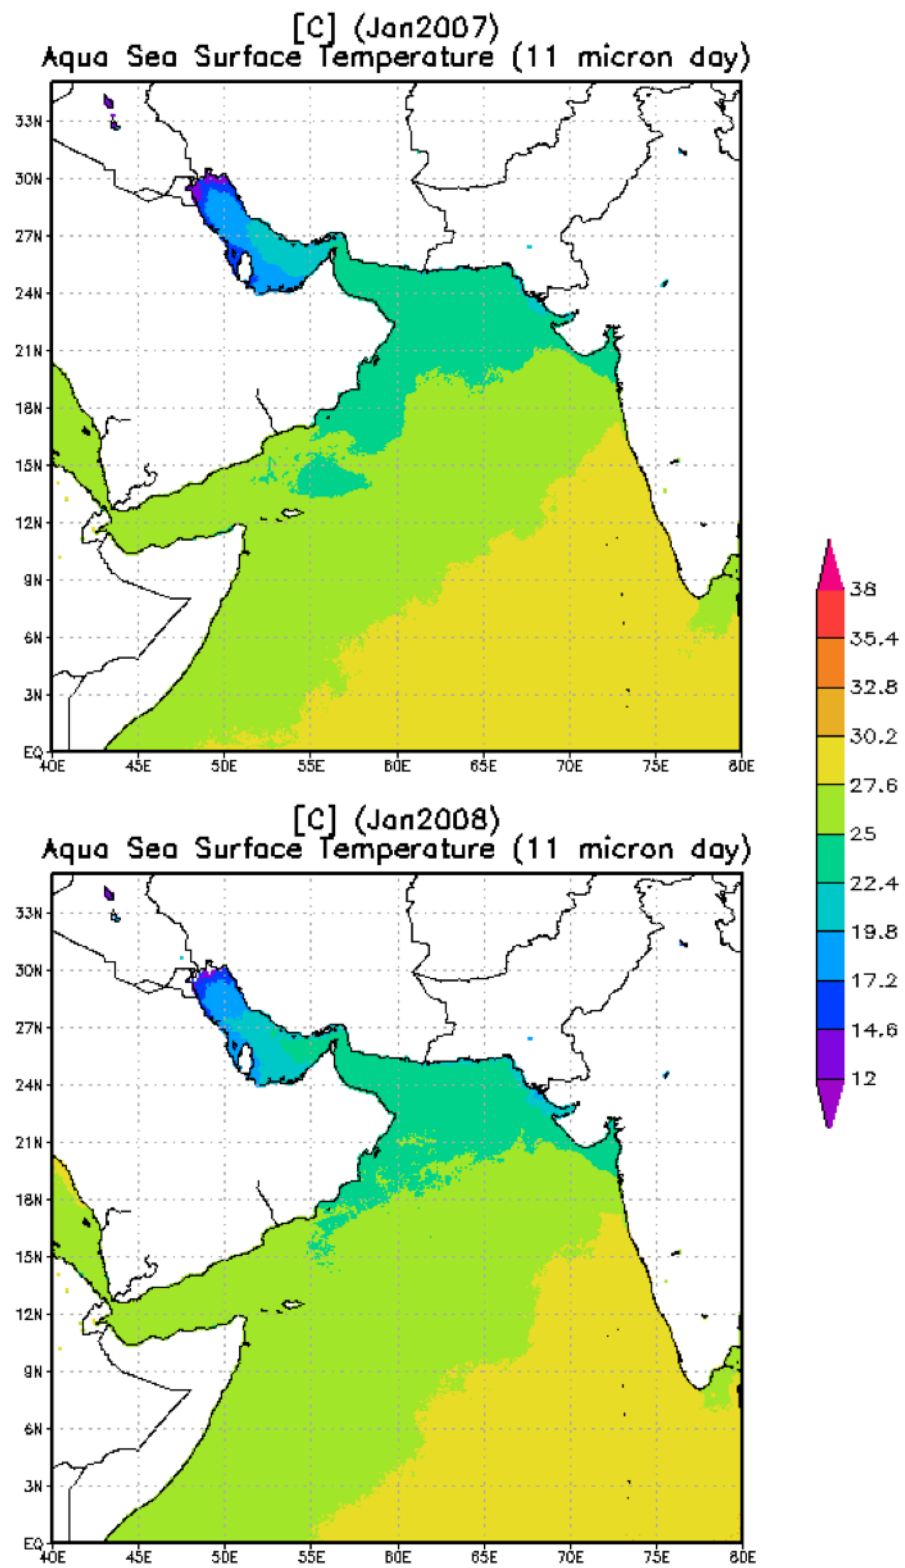 [C] (Jan2007)
Aqua Sea Surface Temperature (11 micron day)
33N
30N
27N
24N
21N
18N
15N
12N
9N
6N
3N
EQ
40E 45E 50E 55E 60E 65E 70E 75E 80E
38
35.4
32.8
30.2
27.6
25
22.4
19.8
17.2
14.6
12
[C] (Jan2008)
Aqua Sea Surface Temperature (11 micron day)
33N
30N
27N
24N
21N
18N
15N
12N
9N
6N
3N
EQ
40E 45E 50E 55E 60E 65E 70E 75E 80E